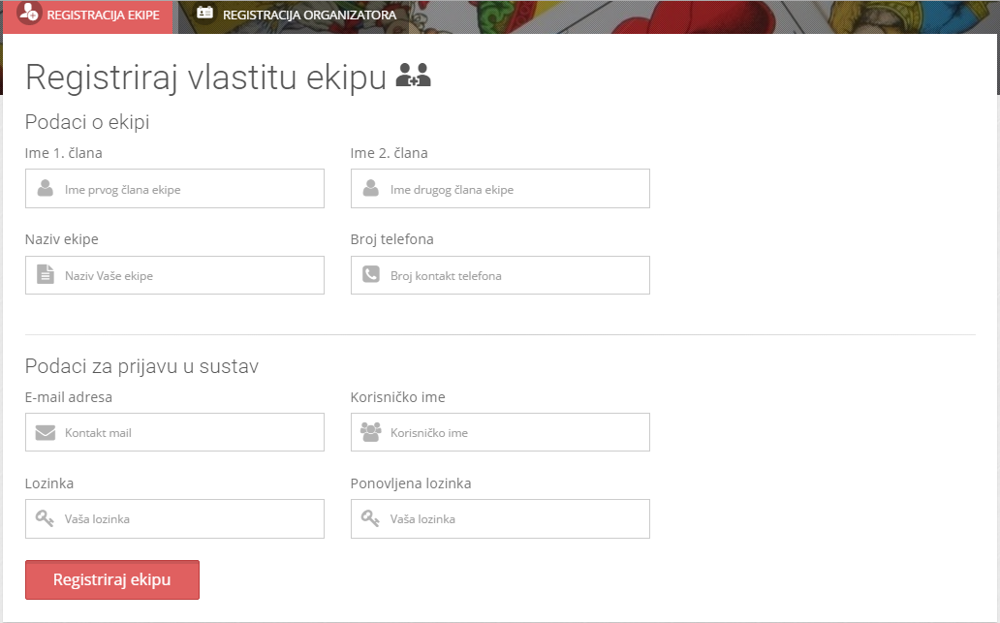 REGISTRACIJA EKIPE
REGISTRACIJA ORGANIZATORA
Registriraj vlastitu ekipu
Podaci o ekipi
Ime 1. člana
Ime 2. člana
Ime prvog člana ekipe
Ime drugog člana ekipe
Naziv ekipe
Broj telefona
Naziv Vaše ekipe
Broj kontakt telefona
Podaci za prijavu u sustav
E-mail adresa
Korisničko ime
Kontakt mail
Korisničko ime
Lozinka
Ponovljena lozinka
Vaša lozinka
Vaša lozinka
Registriraj ekipu